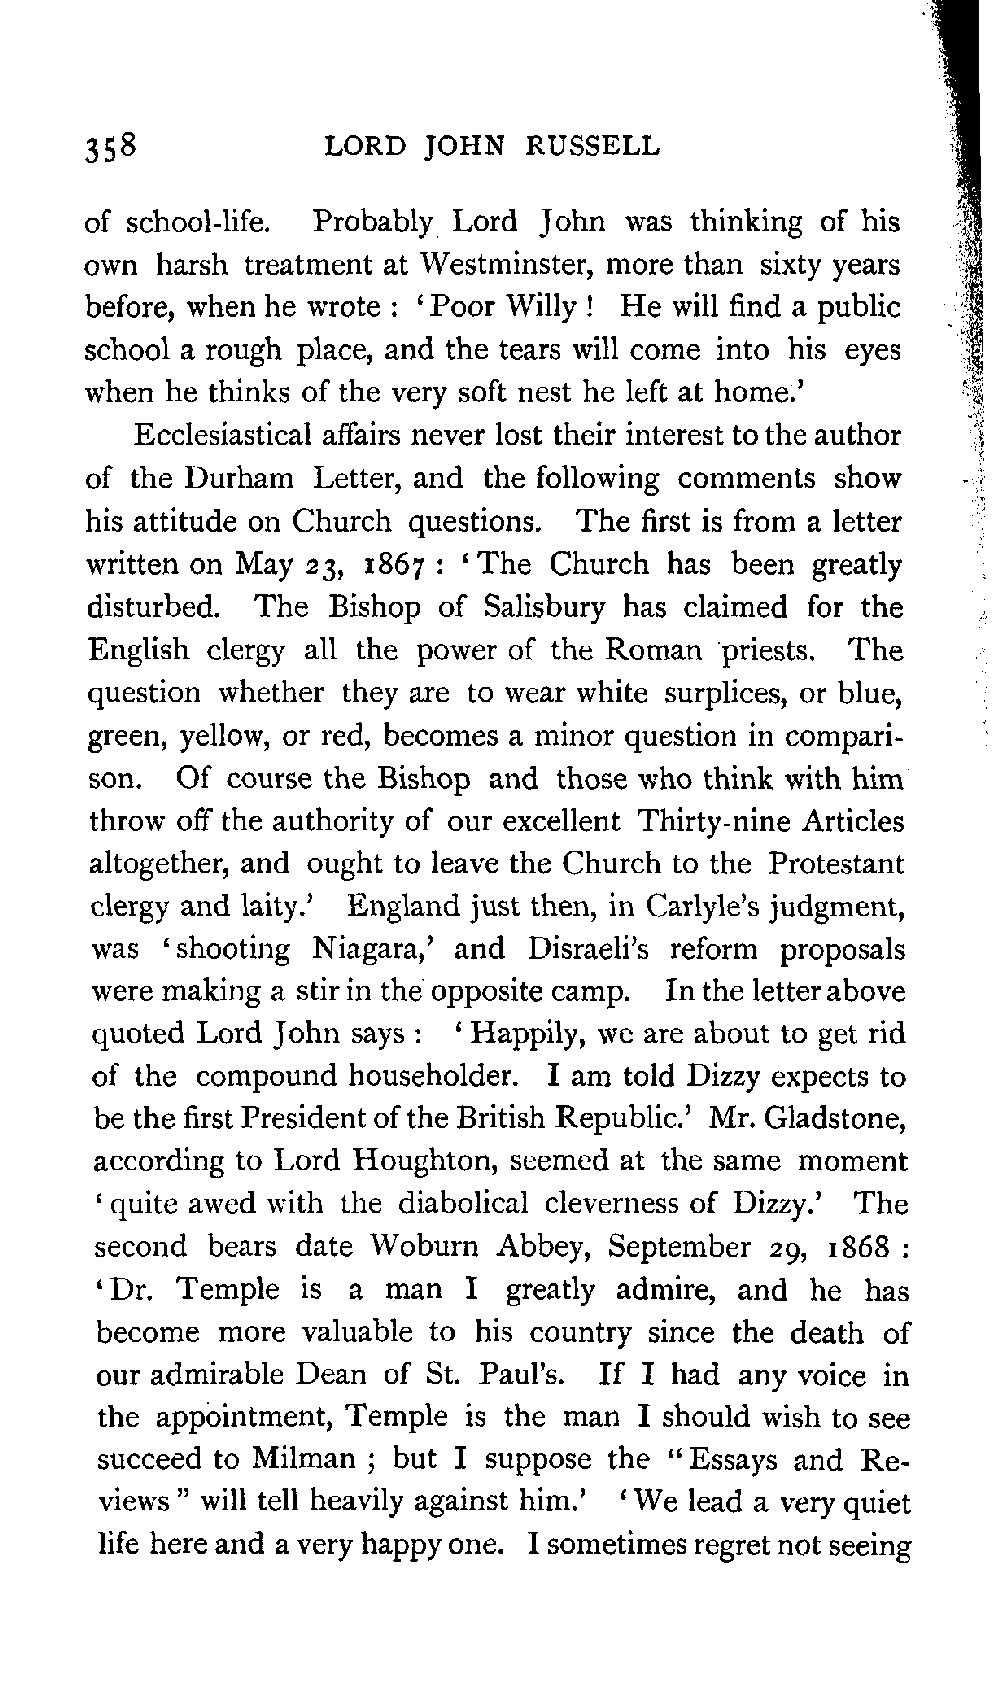 358 LORD JOHN RUSSELL
of school-life. Probably Lord John was thinking of his
own harsh treatment at Westminster, more than sixty years
before, when he wrote : ‘ Poor Willy ! He will find a public
school a rough place, and the tears will come into his eyes
when he thinks of the very soft nest he left at home.’
Ecclesiastical affairs never lost their interest to the author
of the Durham Letter, and the following comments show
his attitude on Church questions. The first is from a letter
written on May 23, 1867 : ‘ The Church has been greatly
disturbed. The Bishop of Salisbury has claimed for the
English clergy all the power of the Roman priests. The
question whether they are to wear white surplices, or blue,
green, yellow, or red, becomes a minor question in compari-
son. Of course the Bishop and those who think with him
throw off the authority of our excellent Thirty-nine Articles
altogether, and ought to leave the Church to the Protestant
clergy and laity.’ England just then, in Carlyle’s judgment,
was ‘ shooting Niagara,’ and Disraeli’s reform proposals
were making a stir in the opposite camp. In the letter above
quoted Lord John says : ‘ Happily, we are about to get rid
of the compound householder. I am told Dizzy expects to
be the first President of the British Republic.’ Mr. Gladstone,
according to Lord Houghton, seemed at the same moment
‘ quite awed with the diabolical cleverness of Dizzy.’ The
second bears date Woburn Abbey, September 29, 1868 :
‘ Dr. Temple is a man I greatly admire, and he has
become more valuable to his country since the death of
our admirable Dean of St. Paul’s. If I had any voice in
the appointment, Temple is the man I should wish to see
succeed to Milman ; but I suppose the “ Essays and Re-
views ” will tell heavily against him.’ ‘ We lead a very quiet
life here and a very happy one. I sometimes regret not seeing